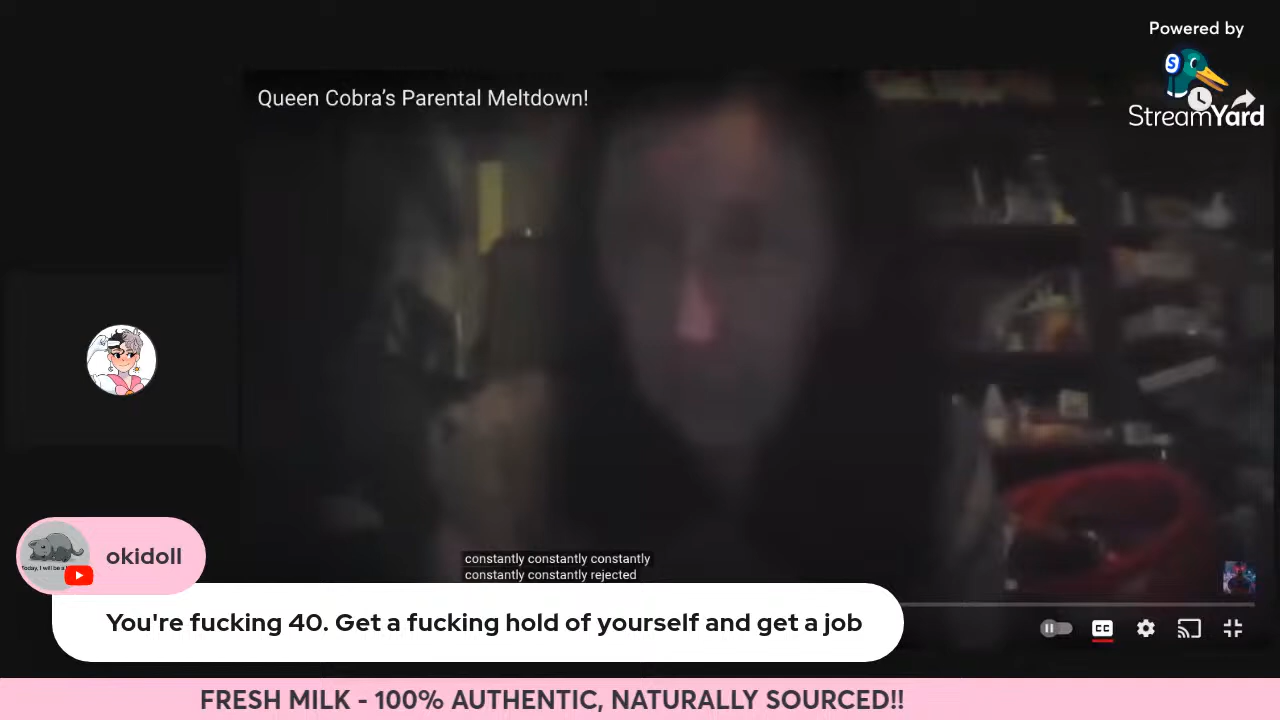 Powered by
StreamYard
Queen Cobra's Parental Meltdown!
constantly constantly constantly
constantly constantly rejected
okidoll
You're fucking 40. Get a fucking hold of yourself and get a job
CC
FRESH MILK - 100% AUTHENTIC, NATURALLY SOURCED!!